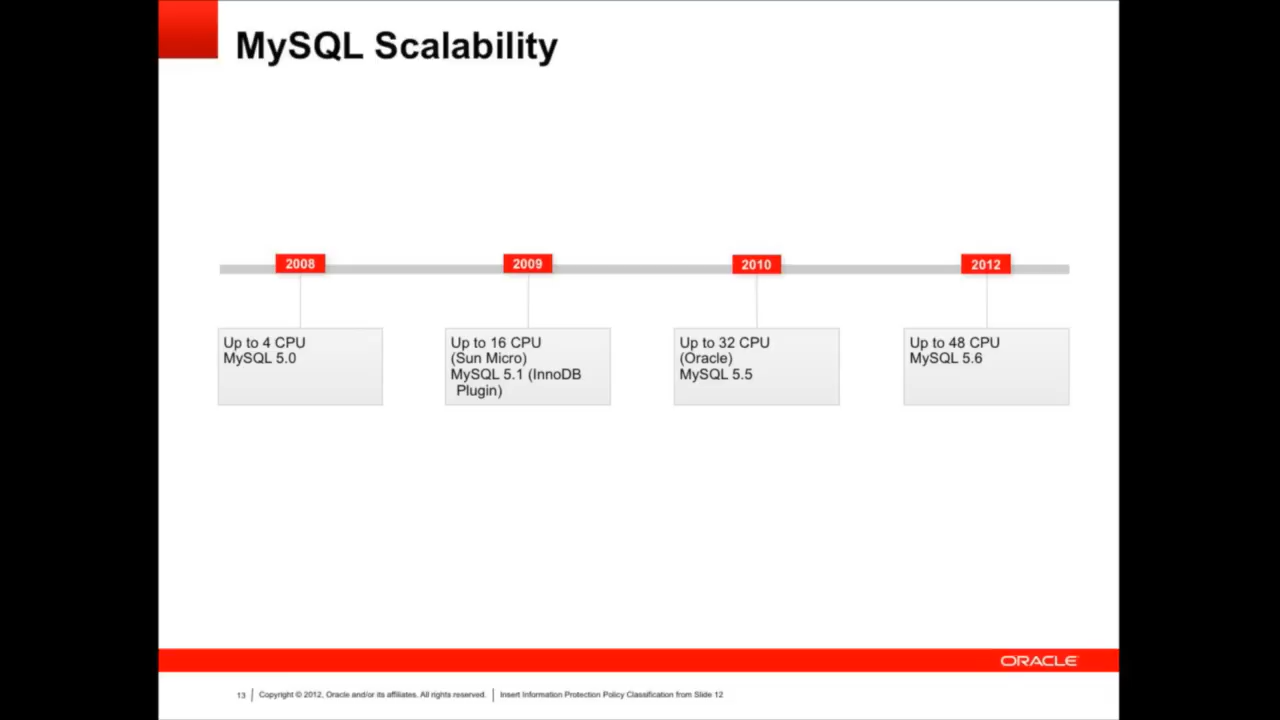 MySQL Scalability
2008
2009
2010
2012
Up to 4 CPU
MySQL 5.0
Up to 16 CPU
(Sun Micro)
MySQL 5.1 (InnoDB
Plugin)
Up to 32 CPU
(Oracle)
MySQL 5.5
Up to 48 CPU
MySQL 5.6
ORACLE
13 | Copyright © 2012, Oracle and/or its affiliates. All rights reserved. | Insert Information Protection Policy Classification from Slide 12